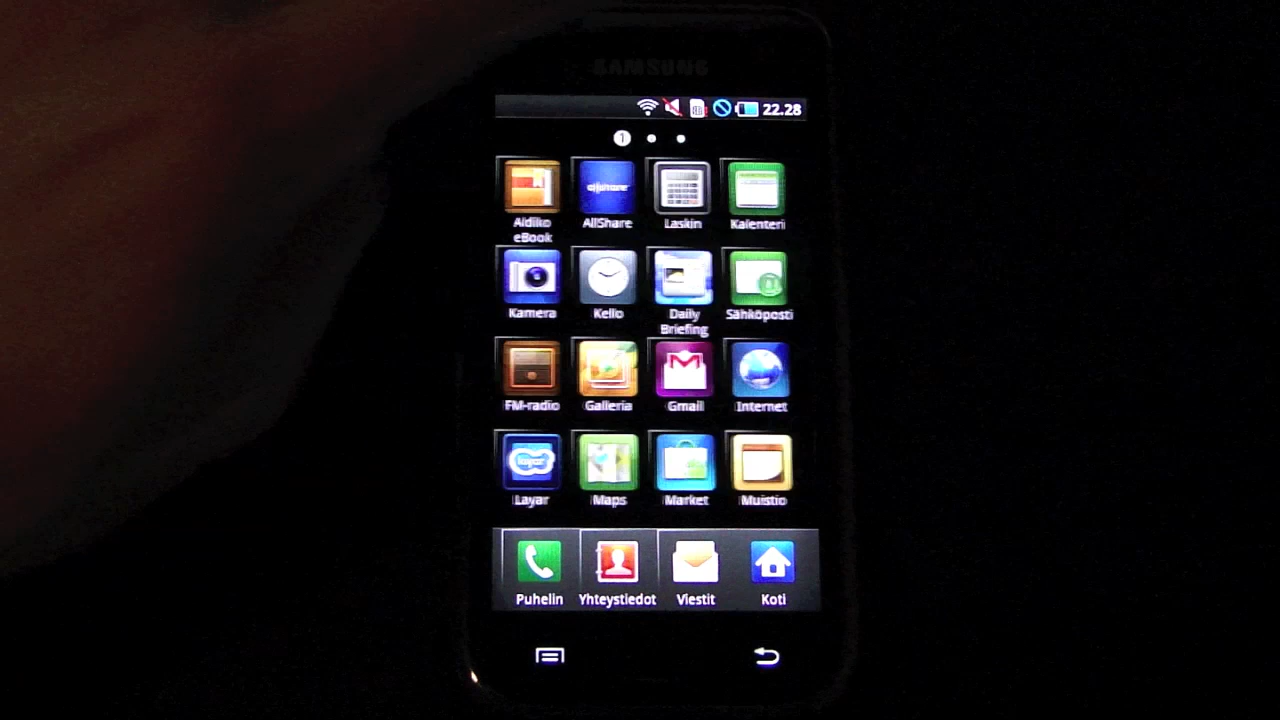 SAMSUNG
22.28
1
Aldiko
eBook
AllShare
Laskin
Kalenteri
Kamera
Kello
Daily
Briefing
Sähköposti
FM-radio
Galleria
Gmail
Internet
Layar
Maps
Market
Muistio
Puhelin
Yhteystiedot
Viestit
Koti